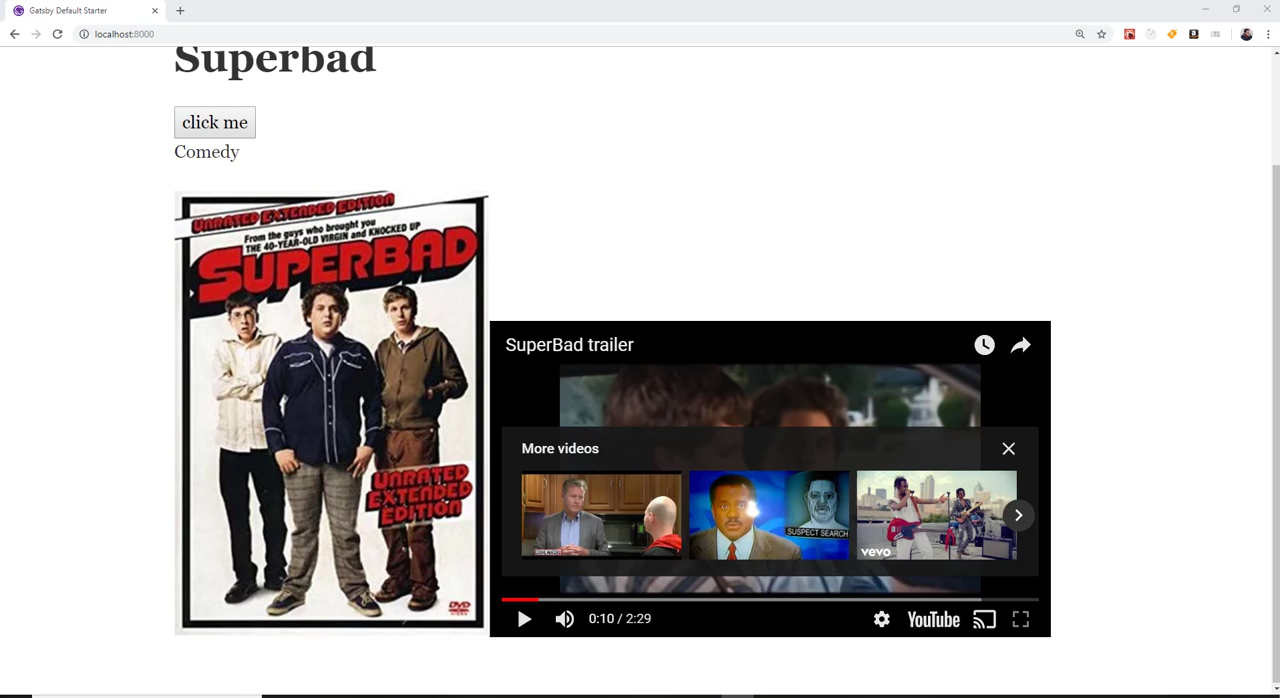 Gatsby Default Starter
localhost:8000
Superbad
click me
Comedy
UNRATED EXTENDED EDITION
From the guys who brought you
THE 40-YEAR-OLD VIRGIN and KNOCKED UP
SUPERBAD
UNRATED
EXTENDED
EDITION
DVD
VIDEO
SuperBad trailer
More videos
SUSPECT SEARCH
vevo
0:10 / 2:29
YouTube